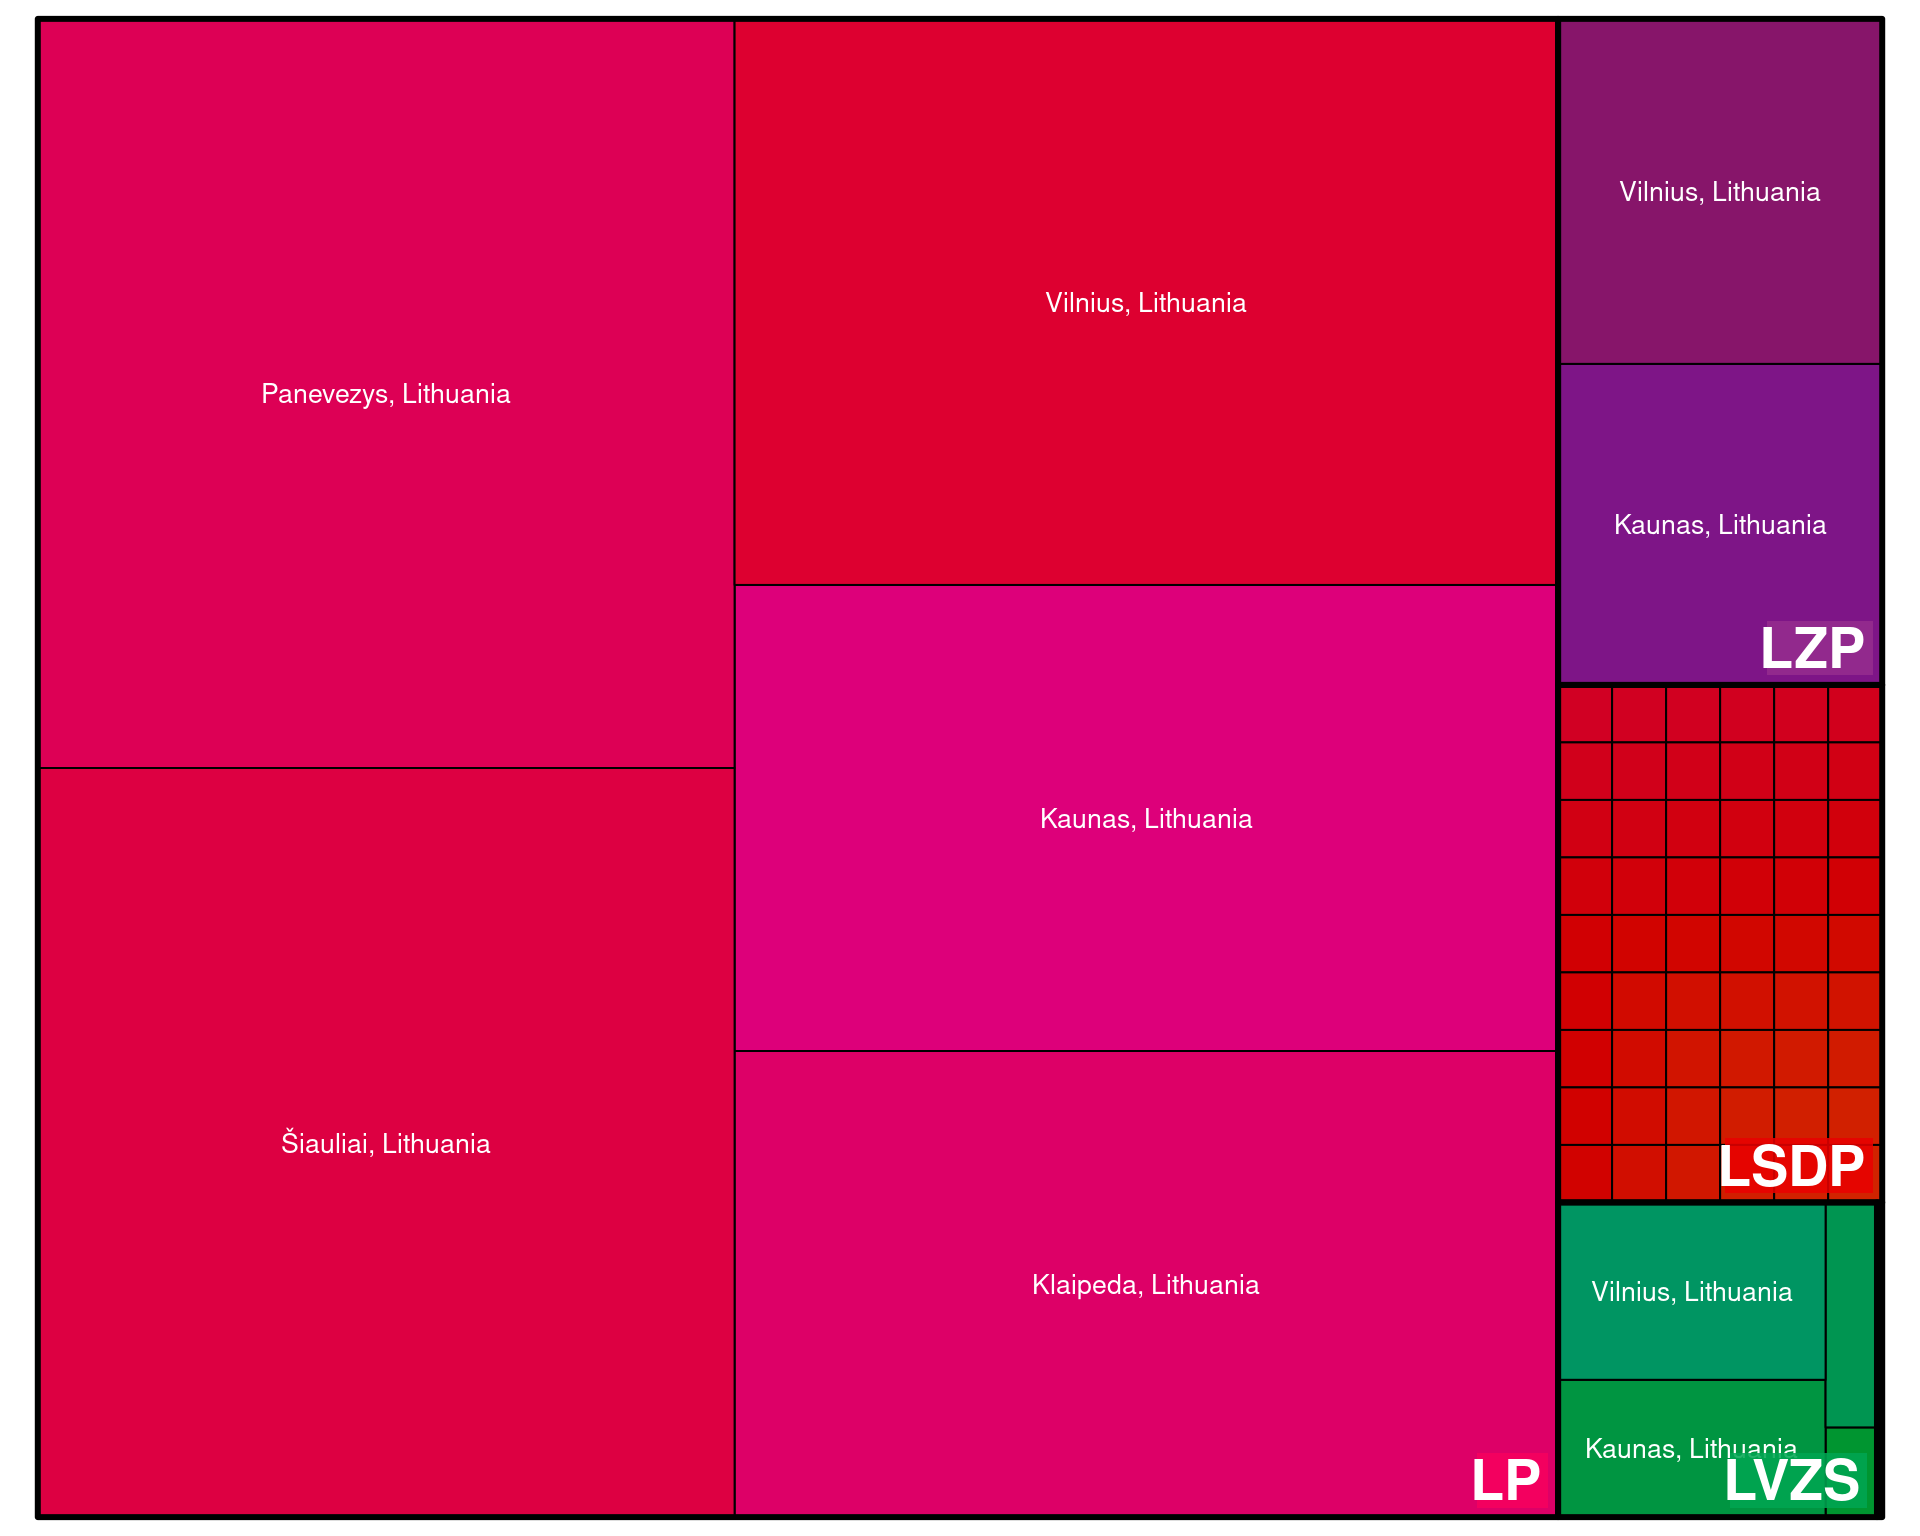 Panevezys, Lithuania
Šiauliai, Lithuania
Vilnius, Lithuania
Kaunas, Lithuania
Klaipeda, Lithuania
LP
Vilnius, Lithuania
Kaunas, Lithuania
LZP
LSDP
Vilnius, Lithuania
Kaunas, Lithuania
LVZS